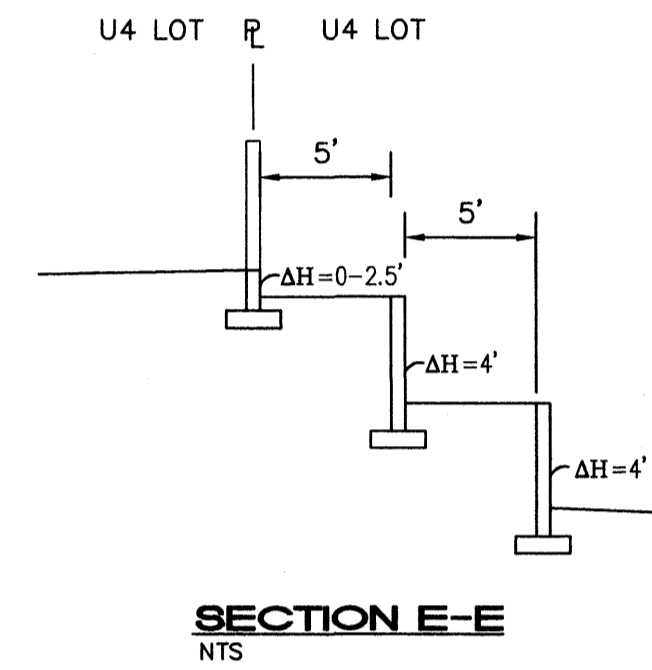 U4 LOT ⅊ U4 LOT
5'
5'
ΔH=0-2.5'
ΔH=4'
ΔH=4'
SECTION E-E
NTS